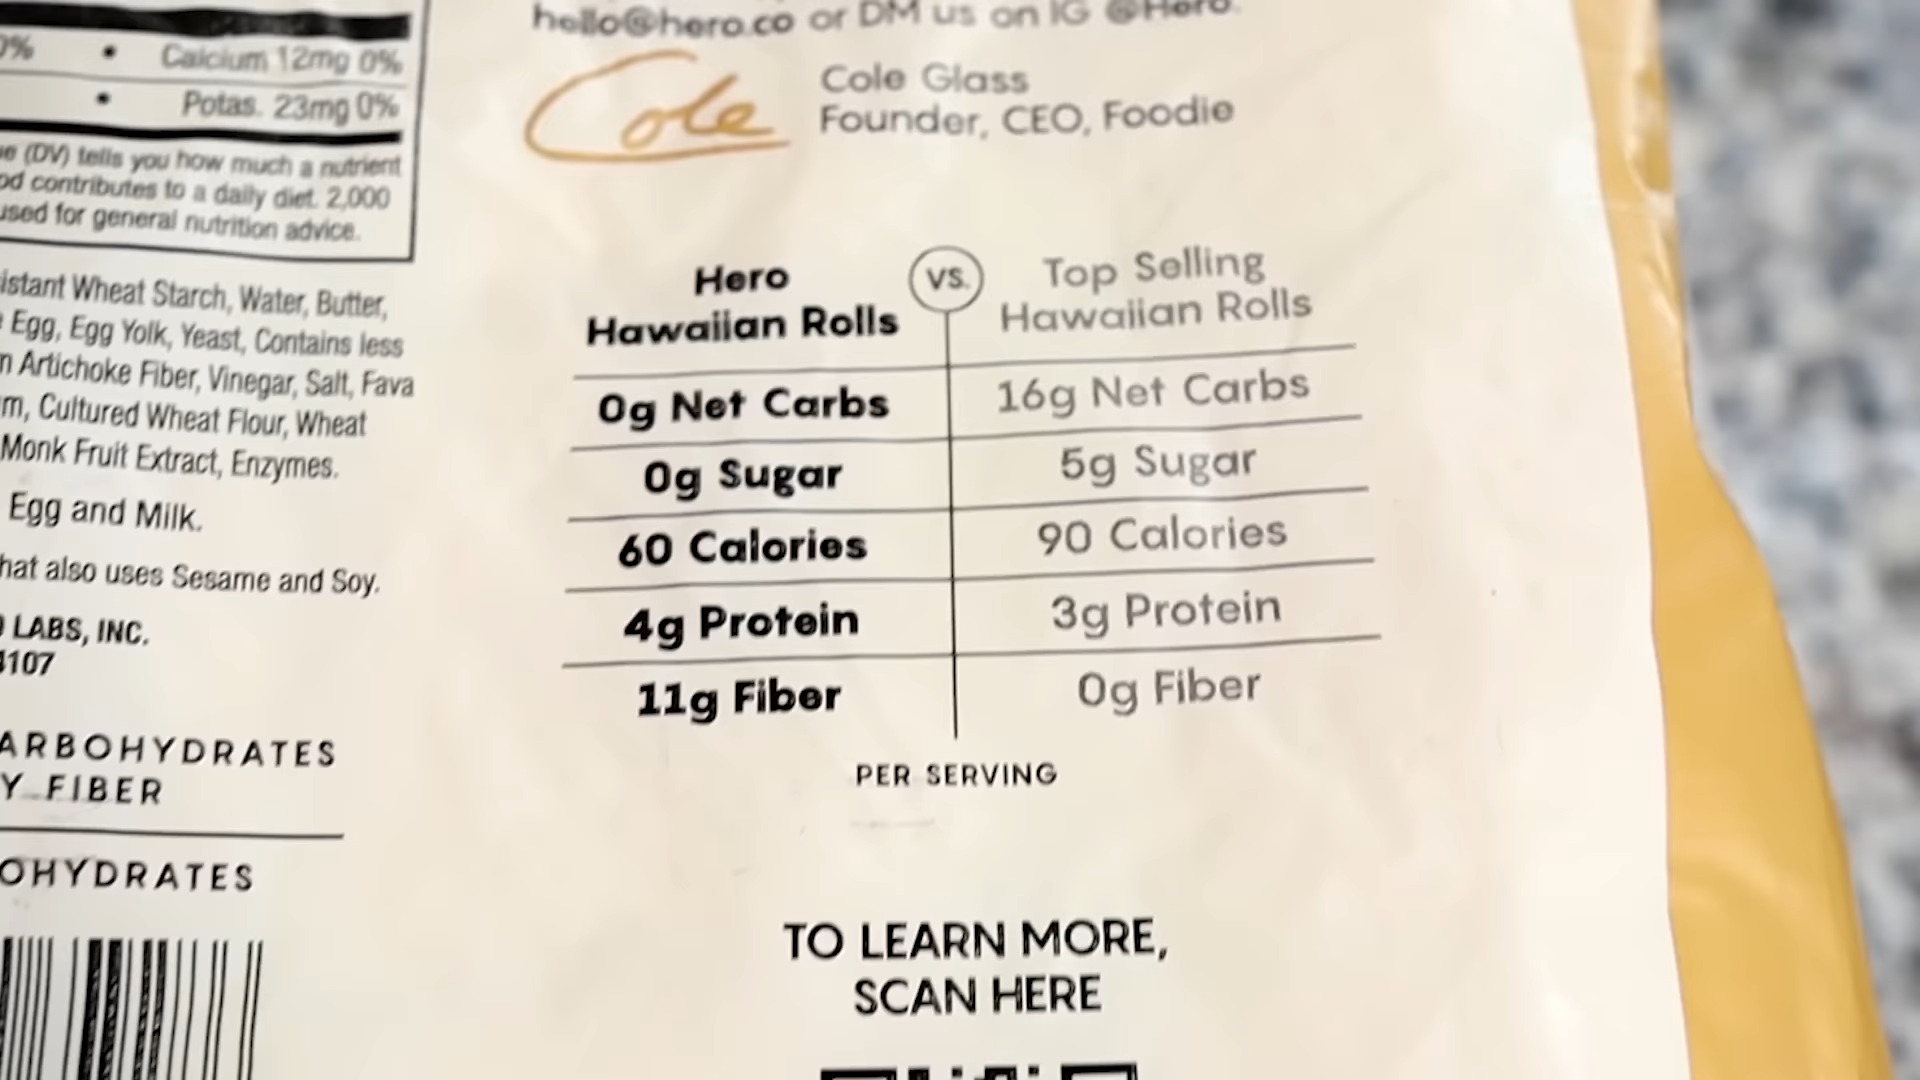 0% • Calcium 12mg 0%
• Potas. 23mg 0%
(DV) tells you how much a nutrient
contributes to a daily diet. 2,000
used for general nutrition advice.
istant Wheat Starch, Water, Butter,
Egg, Egg Yolk, Yeast, Contains less
Artichoke Fiber, Vinegar, Salt, Fava
m, Cultured Wheat Flour, Wheat
Monk Fruit Extract, Enzymes.
Egg and Milk.
hat also uses Sesame and Soy.
LABS, INC.
107
ARBOHYDRATES
Y FIBER
OHYDRATES
hello@hero.co or DM us on IG @Hero.
Cole
Cole Glass
Founder, CEO, Foodie
Hero
Hawaiian Rolls
VS.
Top Selling
Hawaiian Rolls
0g Net Carbs 16g Net Carbs
0g Sugar 5g Sugar
60 Calories 90 Calories
4g Protein 3g Protein
11g Fiber 0g Fiber
PER SERVING
TO LEARN MORE,
SCAN HERE